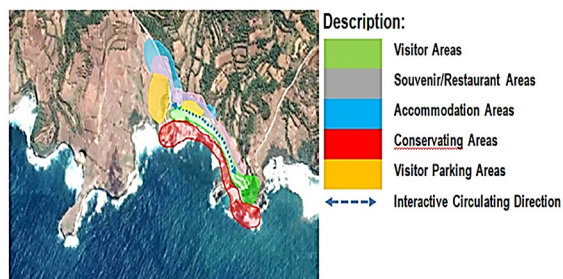 Description:
Visitor Areas
Souvenir/Restaurant Areas
Accommodation Areas
Conservating Areas
Visitor Parking Areas
Interactive Circulating Direction